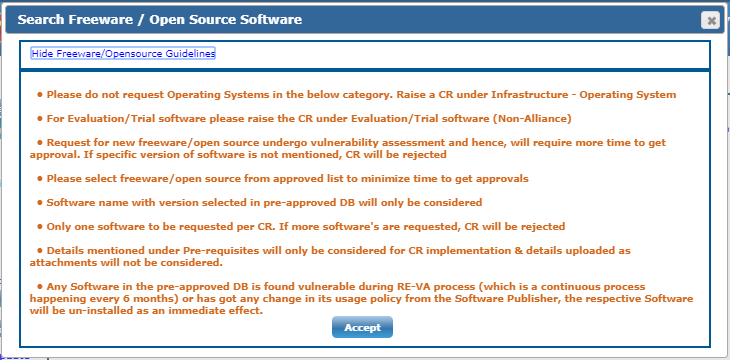 Search Freeware / Open Source Software
Hide Freeware/Opensource Guidelines
• Please do not request Operating Systems in the below category. Raise a CR under Infrastructure - Operating System
• For Evaluation/Trial software please raise the CR under Evaluation/Trial software (Non-Alliance)
• Request for new freeware/open source undergo vulnerability assessment and hence, will require more time to get
approval. If specific version of software is not mentioned, CR will be rejected
• Please select freeware/open source from approved list to minimize time to get approvals
• Software name with version selected in pre-approved DB will only be considered
• Only one software to be requested per CR. If more software's are requested, CR will be rejected
• Details mentioned under Pre-requisites will only be considered for CR implementation & details uploaded as
attachments will not be considered.
• Any Software in the pre-approved DB is found vulnerable during RE-VA process (which is a continuous process
happening every 6 months) or has got any change in its usage policy from the Software Publisher, the respective Software
will be un-installed as an immediate effect.
Accept